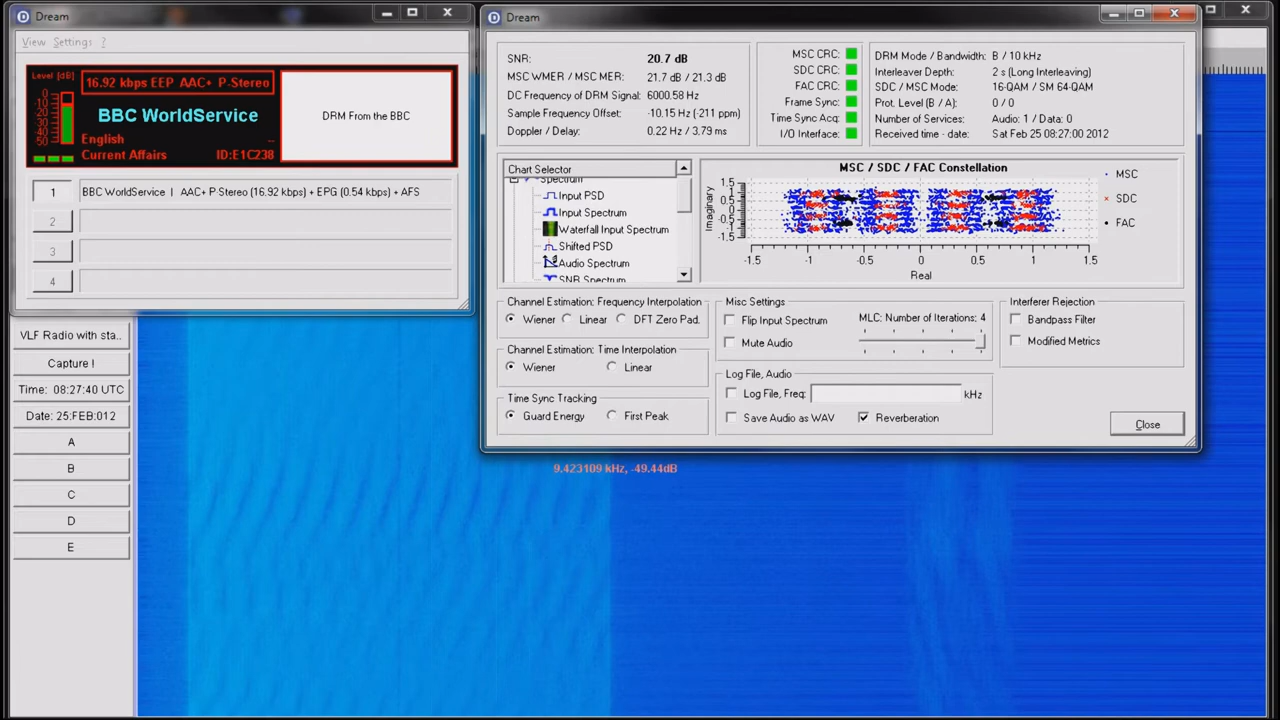 Dream
View Settings ?
Level [dB]
0
-10
-20
-30
-40
-50
16.92 kbps EEP AAC+ P-Stereo
BBC WorldService
English
--
Current Affairs
ID:E1C238
DRM From the BBC
1
BBC WorldService | AAC+ P Stereo (16.92 kbps) + EPG (0.54 kbps) + AFS
2
3
4
VLF Radio with sta..
Capture !
Time: 08:27:40 UTC
Date: 25:FEB:012
A
B
C
D
E
9.423109 kHz, -49.44dB
Dream
SNR: 20.7 dB
MSC WMER / MSC MER: 21.7 dB / 21.3 dB
DC Frequency of DRM Signal: 6000.58 Hz
Sample Frequency Offset: -10.15 Hz (-211 ppm)
Doppler / Delay: 0.22 Hz / 3.79 ms
MSC CRC:
SDC CRC:
FAC CRC:
Frame Sync:
Time Sync Acq:
I/O Interface:
DRM Mode / Bandwidth: B / 10 kHz
Interleaver Depth: 2 s (Long Interleaving)
SDC / MSC Mode: 16-QAM / SM 64-QAM
Prot. Level (B / A): 0 / 0
Number of Services: Audio: 1 / Data: 0
Received time - date: Sat Feb 25 08:27:00 2012
Chart Selector
Spectrum
Input PSD
Input Spectrum
Waterfall Input Spectrum
Shifted PSD
Audio Spectrum
SNR Spectrum
MSC / SDC / FAC Constellation
Imaginary
1.5
1.0
0.5
0
-0.5
-1.5
-1.5 -1 -0.5 0 0.5 1 1.5
Real
MSC
SDC
FAC
Channel Estimation: Frequency Interpolation
Wiener Linear DFT Zero Pad.
Channel Estimation: Time Interpolation
Wiener Linear
Time Sync Tracking
Guard Energy First Peak
Misc Settings
Flip Input Spectrum
Mute Audio
MLC: Number of Iterations: 4
Log File, Audio
Log File, Freq: kHz
Save Audio as WAV Reverberation
Interferer Rejection
Bandpass Filter
Modified Metrics
Close